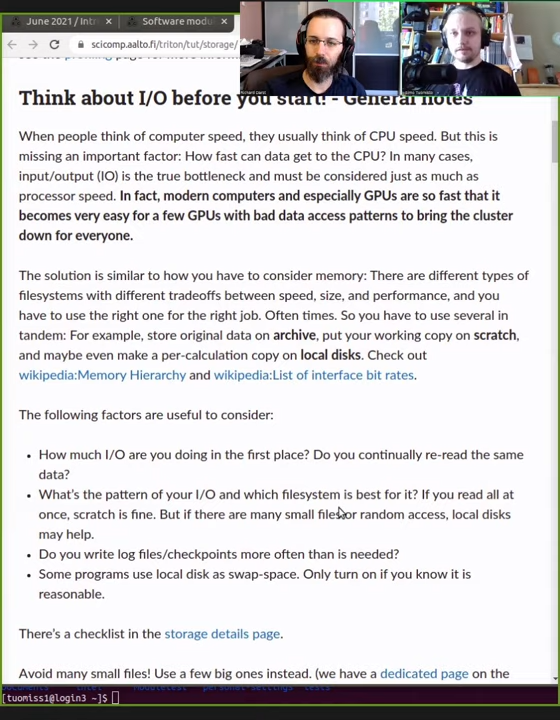 June 2021 / Intr
Software modu
scicomp.aalto.fi/triton/tut/storage/
Think about I/O before you start! - General notes
When people think of computer speed, they usually think of CPU speed. But this is
missing an important factor: How fast can data get to the CPU? In many cases,
input/output (IO) is the true bottleneck and must be considered just as much as
processor speed. In fact, modern computers and especially GPUs are so fast that it
becomes very easy for a few GPUs with bad data access patterns to bring the cluster
down for everyone.
The solution is similar to how you have to consider memory: There are different types of
filesystems with different tradeoffs between speed, size, and performance, and you
have to use the right one for the right job. Often times. So you have to use several in
tandem: For example, store original data on archive, put your working copy on scratch,
and maybe even make a per-calculation copy on local disks. Check out
wikipedia:Memory Hierarchy and wikipedia:List of interface bit rates.
The following factors are useful to consider:
• How much I/O are you doing in the first place? Do you continually re-read the same
data?
• What's the pattern of your I/O and which filesystem is best for it? If you read all at
once, scratch is fine. But if there are many small files or random access, local disks
may help.
• Do you write log files/checkpoints more often than is needed?
• Some programs use local disk as swap-space. Only turn on if you know it is
reasonable.
There's a checklist in the storage details page.
Avoid many small files! Use a few big ones instead. (we have a dedicated page on the
[tuomiss1@login3 ~]$